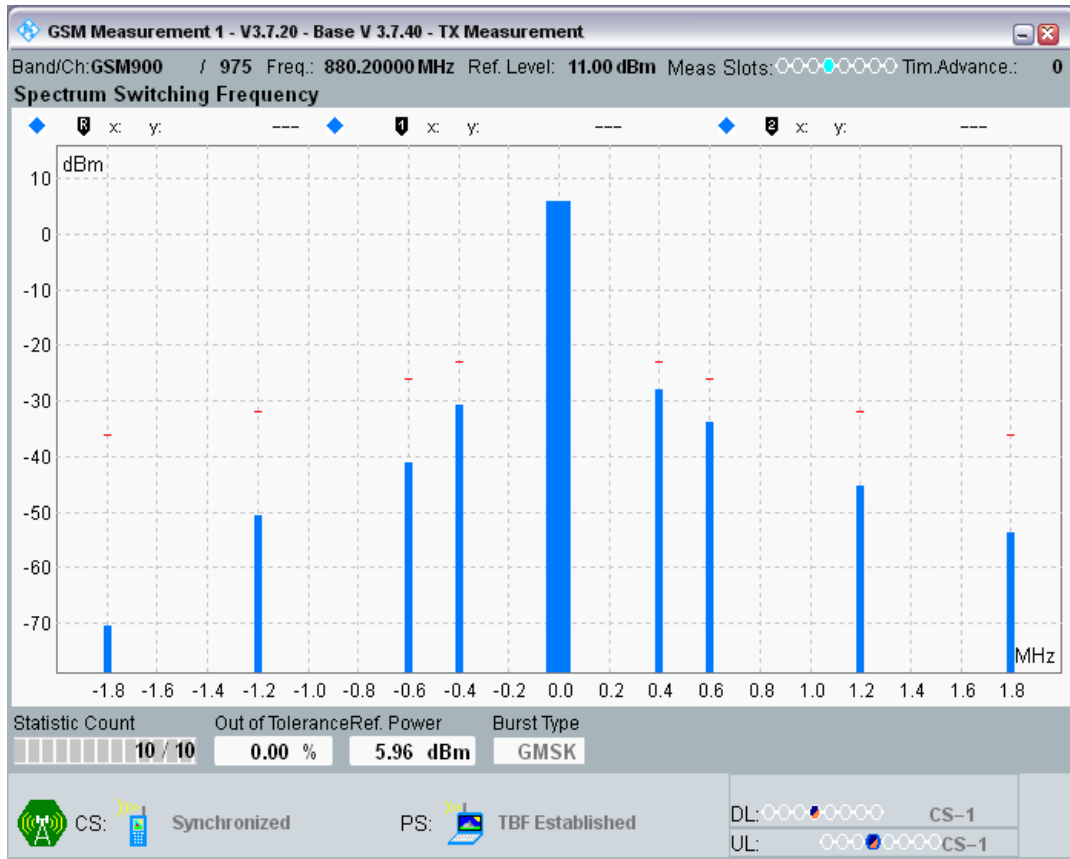 GSM Measurement 1 - V3.7.20 - Base V 3.7.40 - TX Measurement
Band/Ch:GSM900 / 975 Freq.: 880.20000 MHz Ref. Level: 11.00 dBm Meas Slots: Tim.Advance.: 0
Spectrum Switching Frequency
R x: y: --- 1 x: y: --- 2 x: y: ---
dBm
10
0
-10
-20
-30
-40
-50
-60
-70
MHz
-1.8 -1.6 -1.4 -1.2 -1.0 -0.8 -0.6 -0.4 -0.2 0.0 0.2 0.4 0.6 0.8 1.0 1.2 1.4 1.6 1.8
Statistic Count Out of Tolerance Ref. Power Burst Type
10 / 10 0.00 % 5.96 dBm GMSK
CS: Synchronized PS: TBF Established
DL: CS-1
UL: CS-1